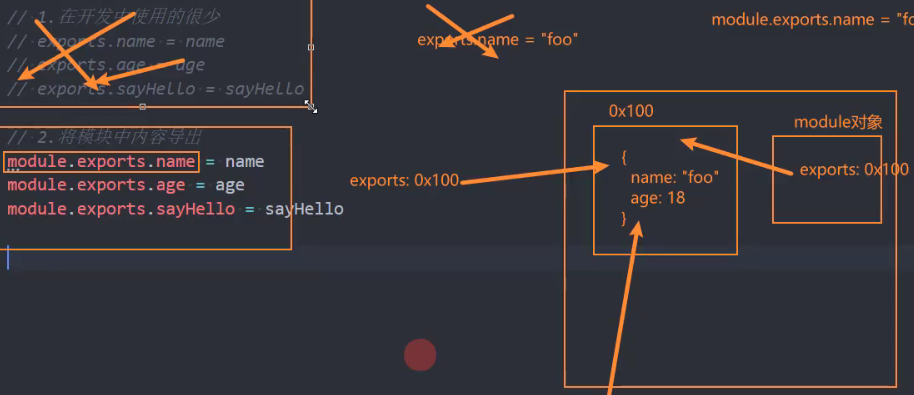 // 1.在开发中使用的很少
// exports.name = name
// exports.age = age
// exports.sayHello = sayHello
// 2.将模块中内容导出
module.exports.name = name
module.exports.age = age
module.exports.sayHello = sayHello
exports.name = "foo"
module.exports.name = "fo
0x100
module对象
exports: 0x100
{
name: "foo"
age: 18
}
exports: 0x100